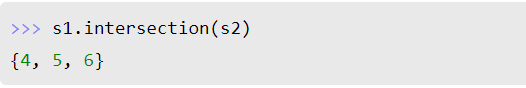 >>> s1.intersection(s2)
{4, 5, 6}